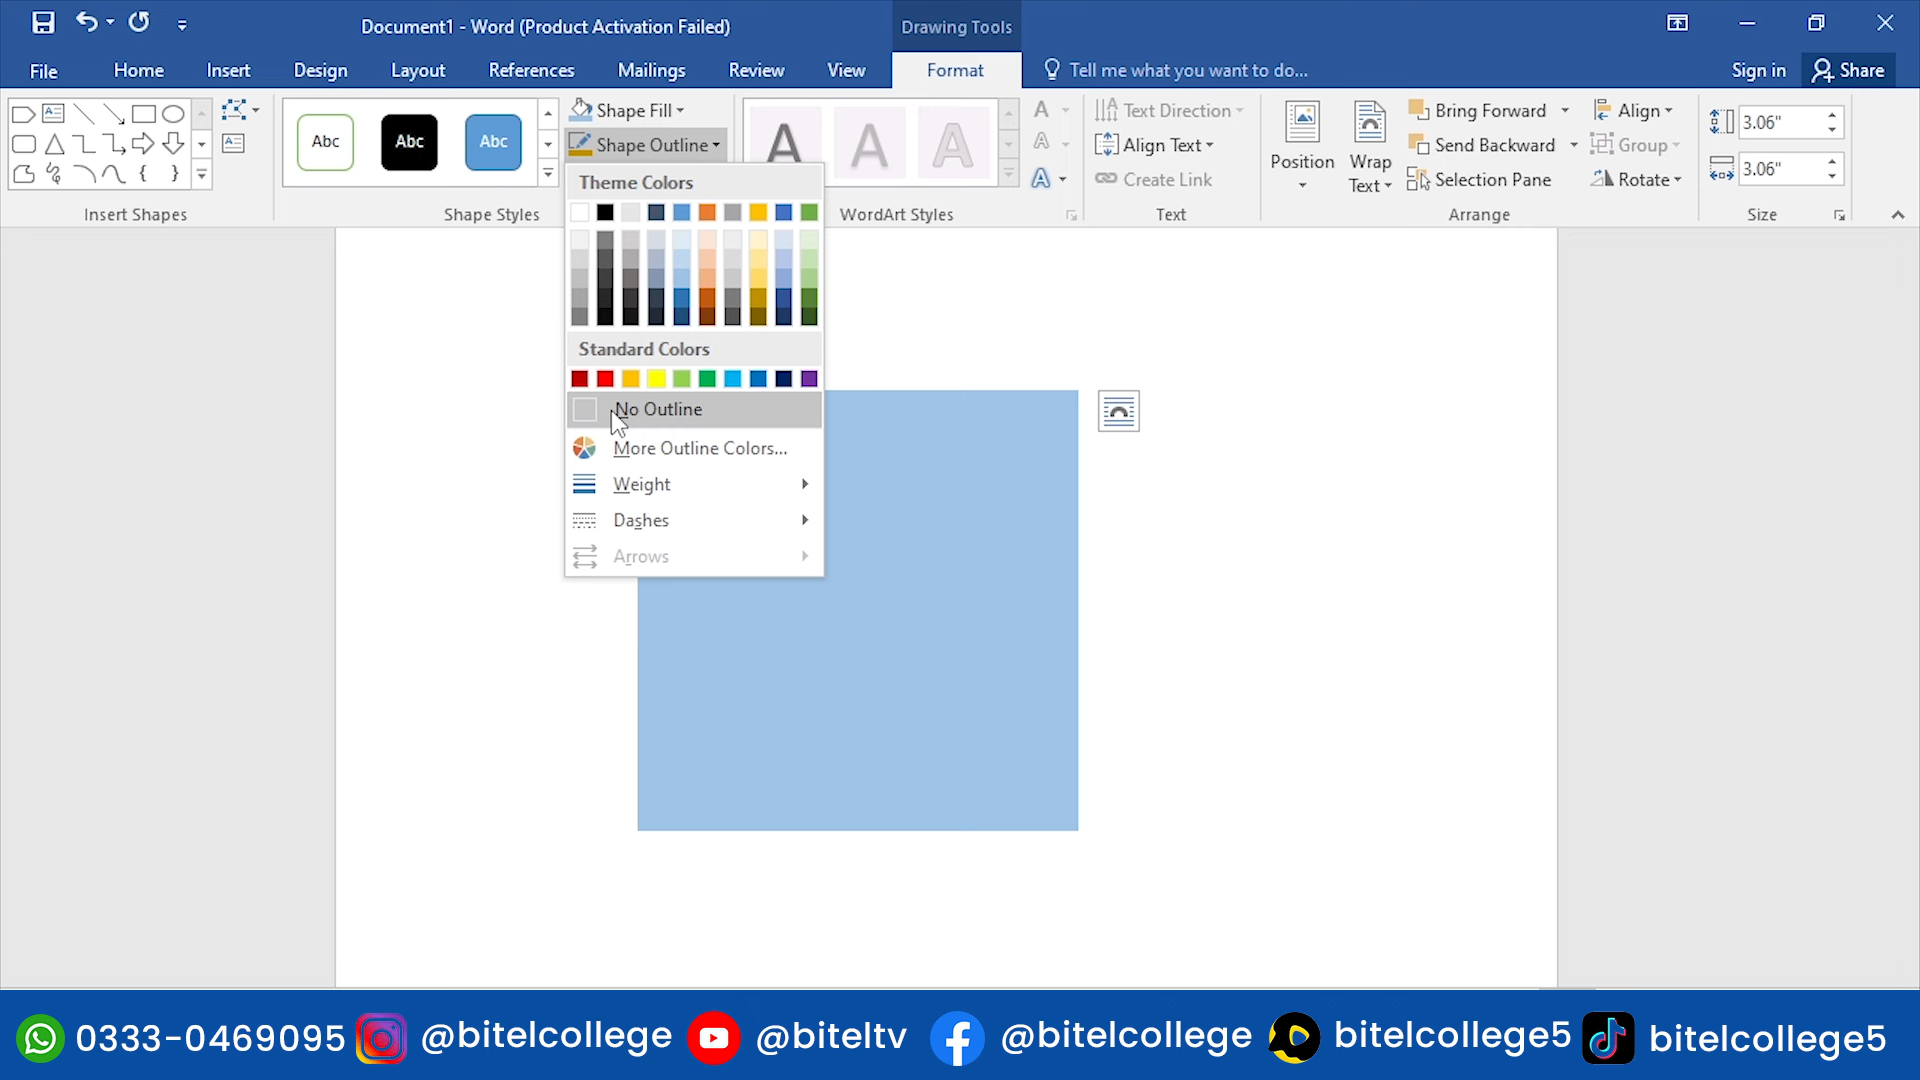 Document1 - Word (Product Activation Failed)
Drawing Tools
File
Home
Insert
Design
Layout
References
Mailings
Review
View
Format
Tell me what you want to do...
Sign in
Share
Abc
Abc
Abc
Shape Fill
Shape Outline
A
A
A
A
A
A
Text Direction
Align Text
Create Link
Position
Wrap
Text
Bring Forward
Send Backward
Selection Pane
Align
Group
Rotate
3.06"
3.06"
Insert Shapes
Shape Styles
WordArt Styles
Text
Arrange
Size
Theme Colors
Standard Colors
No Outline
More Outline Colors...
Weight
Dashes
Arrows
0333-0469095
@bitelcollege
@biteltv
@bitelcollege
bitelcollege5
bitelcollege5